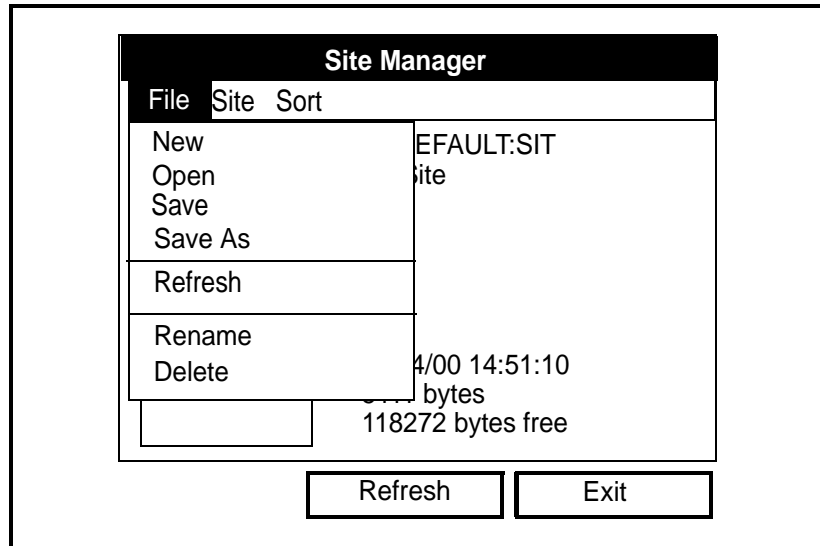 Site Manager
File Site Sort
New
Open
Save
Save As
Refresh
Rename
Delete
EFAULT:SIT
ite
4/00 14:51:10
bytes
118272 bytes free
Refresh Exit